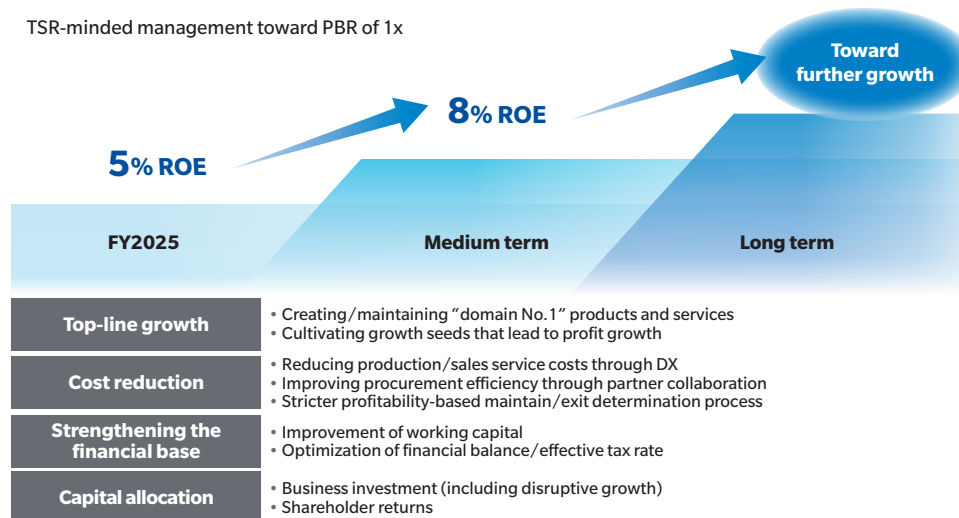 TSR-minded management toward PBR of 1x
Toward
further growth
8% ROE
5% ROE
FY2025
Medium term
Long term
Top-line growth
• Creating/maintaining “domain No.1” products and services
• Cultivating growth seeds that lead to profit growth
Cost reduction
• Reducing production/sales service costs through DX
• Improving procurement efficiency through partner collaboration
• Stricter profitability-based maintain/exit determination process
Strengthening the
financial base
• Improvement of working capital
• Optimization of financial balance/effective tax rate
Capital allocation
• Business investment (including disruptive growth)
• Shareholder returns